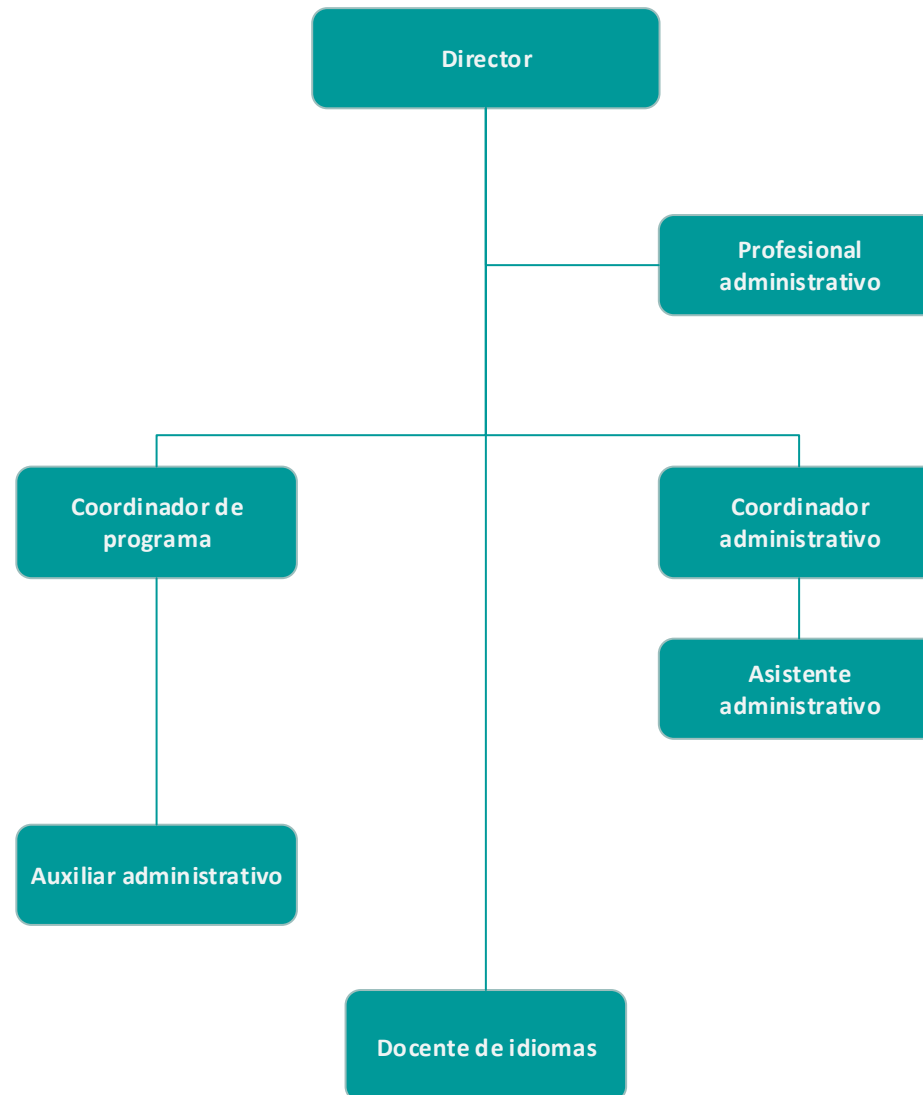 Director
Profesional
administrativo
Coordinador de
programa
Coordinador
administrativo
Asistente
administrativo
Auxiliar administrativo
Docente de idiomas